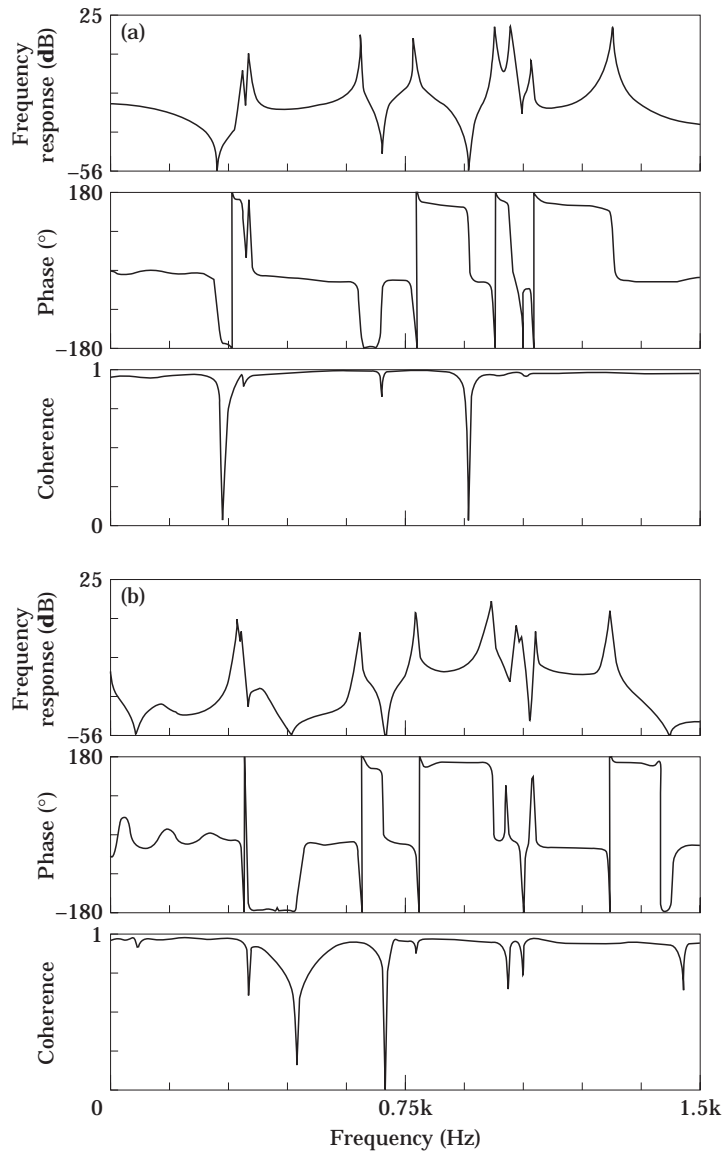 25
(a)
Frequency
response (dB)
−56
180
Phase (°)
−180
1
Coherence
0
25
(b)
Frequency
response (dB)
−56
180
Phase (°)
−180
1
Coherence
0
0.75k
1.5k
Frequency (Hz)